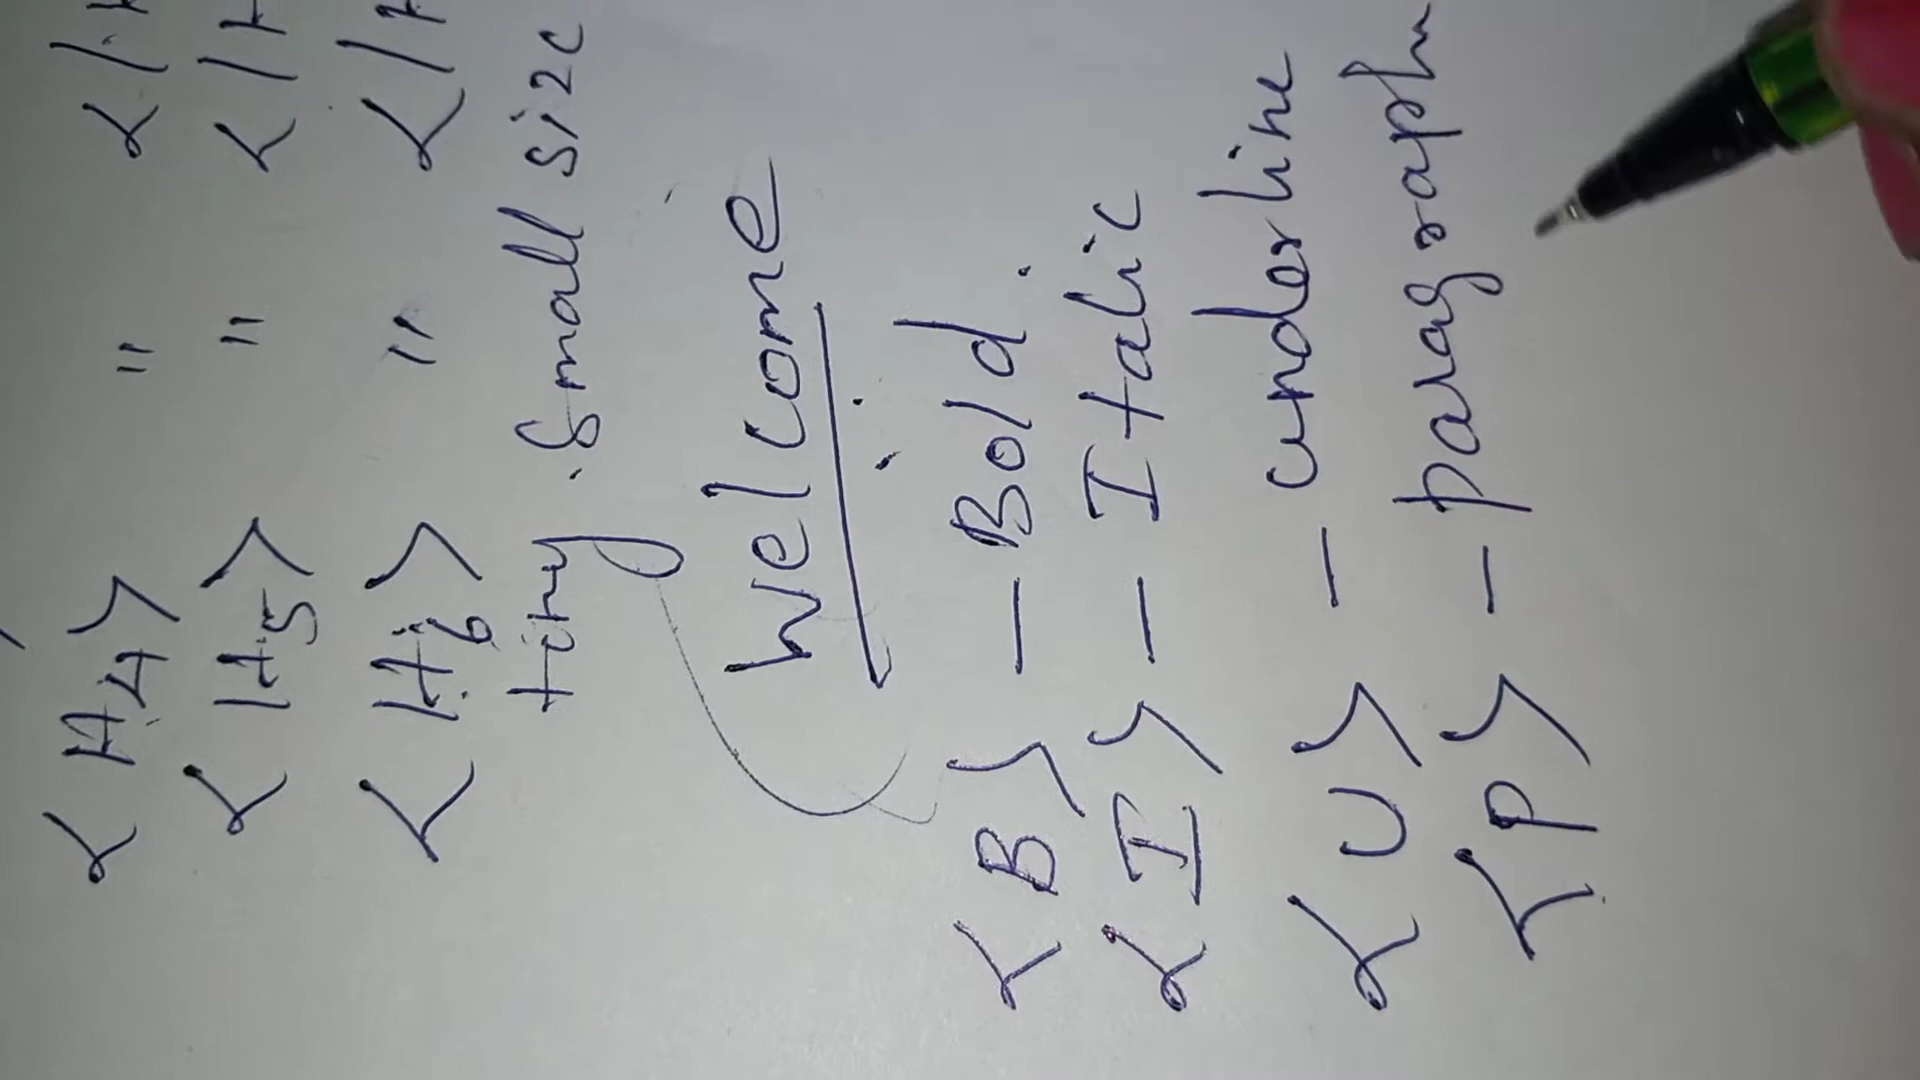 <H4> " </H
<H5> " </H
<H6> " </H
tiny small size
Welcome
<B> - Bold.
<I> - Italic
<U> - underline
<P> - paragraph